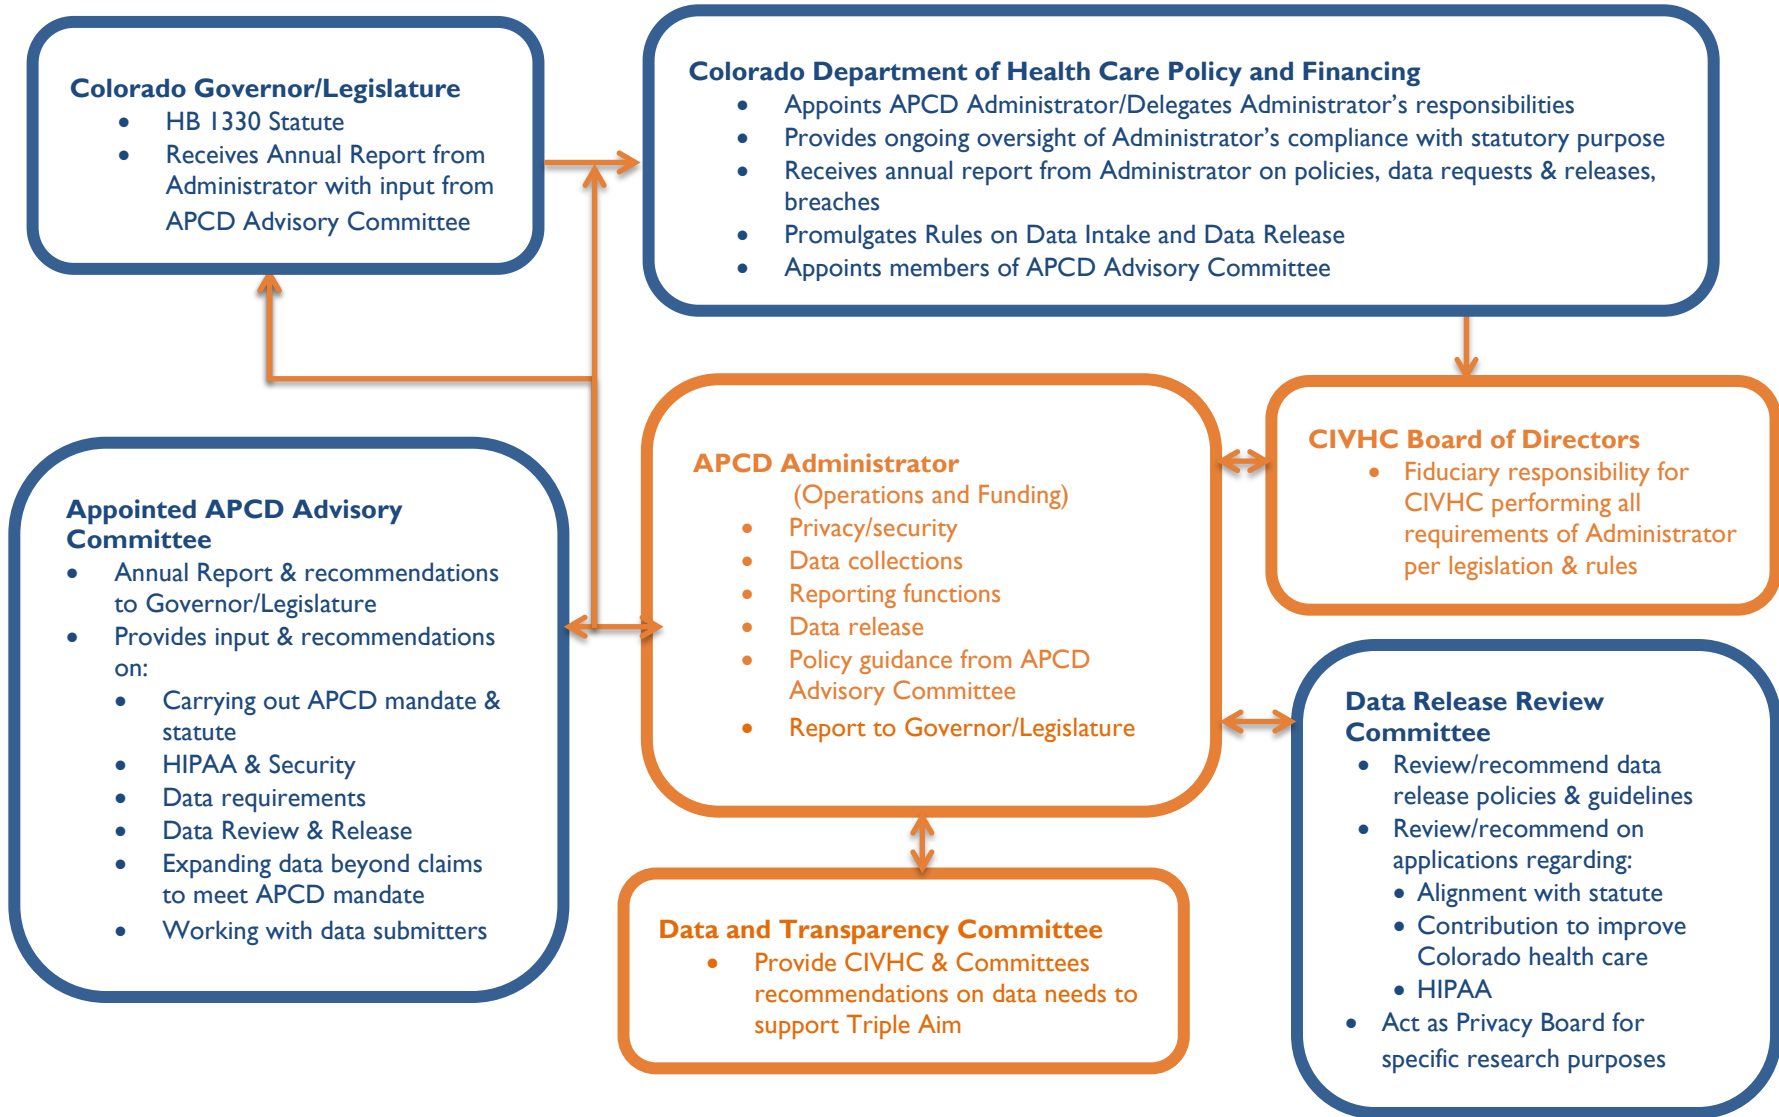 Colorado Governor/Legislature
• HB 1330 Statute
• Receives Annual Report from
Administrator with input from
APCD Advisory Committee
Colorado Department of Health Care Policy and Financing
• Appoints APCD Administrator/Delegates Administrator's responsibilities
• Provides ongoing oversight of Administrator's compliance with statutory purpose
• Receives annual report from Administrator on policies, data requests & releases,
breaches
• Promulgates Rules on Data Intake and Data Release
• Appoints members of APCD Advisory Committee
Appointed APCD Advisory
Committee
• Annual Report & recommendations
to Governor/Legislature
• Provides input & recommendations
on:
• Carrying out APCD mandate &
statute
• HIPAA & Security
• Data requirements
• Data Review & Release
• Expanding data beyond claims
to meet APCD mandate
• Working with data submitters
APCD Administrator
(Operations and Funding)
• Privacy/security
• Data collections
• Reporting functions
• Data release
• Policy guidance from APCD
Advisory Committee
• Report to Governor/Legislature
CIVHC Board of Directors
• Fiduciary responsibility for
CIVHC performing all
requirements of Administrator
per legislation & rules
Data and Transparency Committee
• Provide CIVHC & Committees
recommendations on data needs to
support Triple Aim
Data Release Review
Committee
• Review/recommend data
release policies & guidelines
• Review/recommend on
applications regarding:
• Alignment with statute
• Contribution to improve
Colorado health care
• HIPAA
• Act as Privacy Board for
specific research purposes